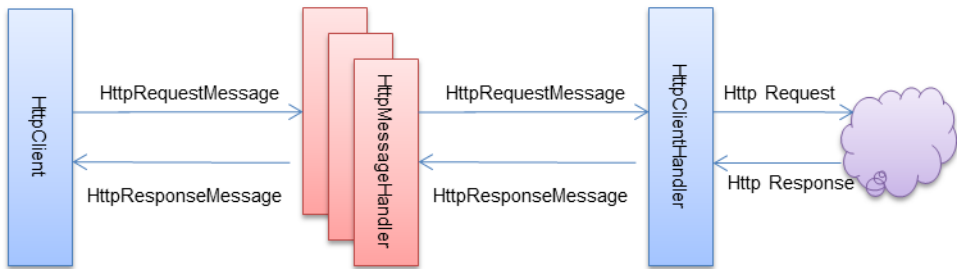 HttpClient
HttpRequestMessage
HttpResponseMessage
HttpMessageHandler
HttpRequestMessage
HttpResponseMessage
HttpClientHandler
Http Request
Http Response